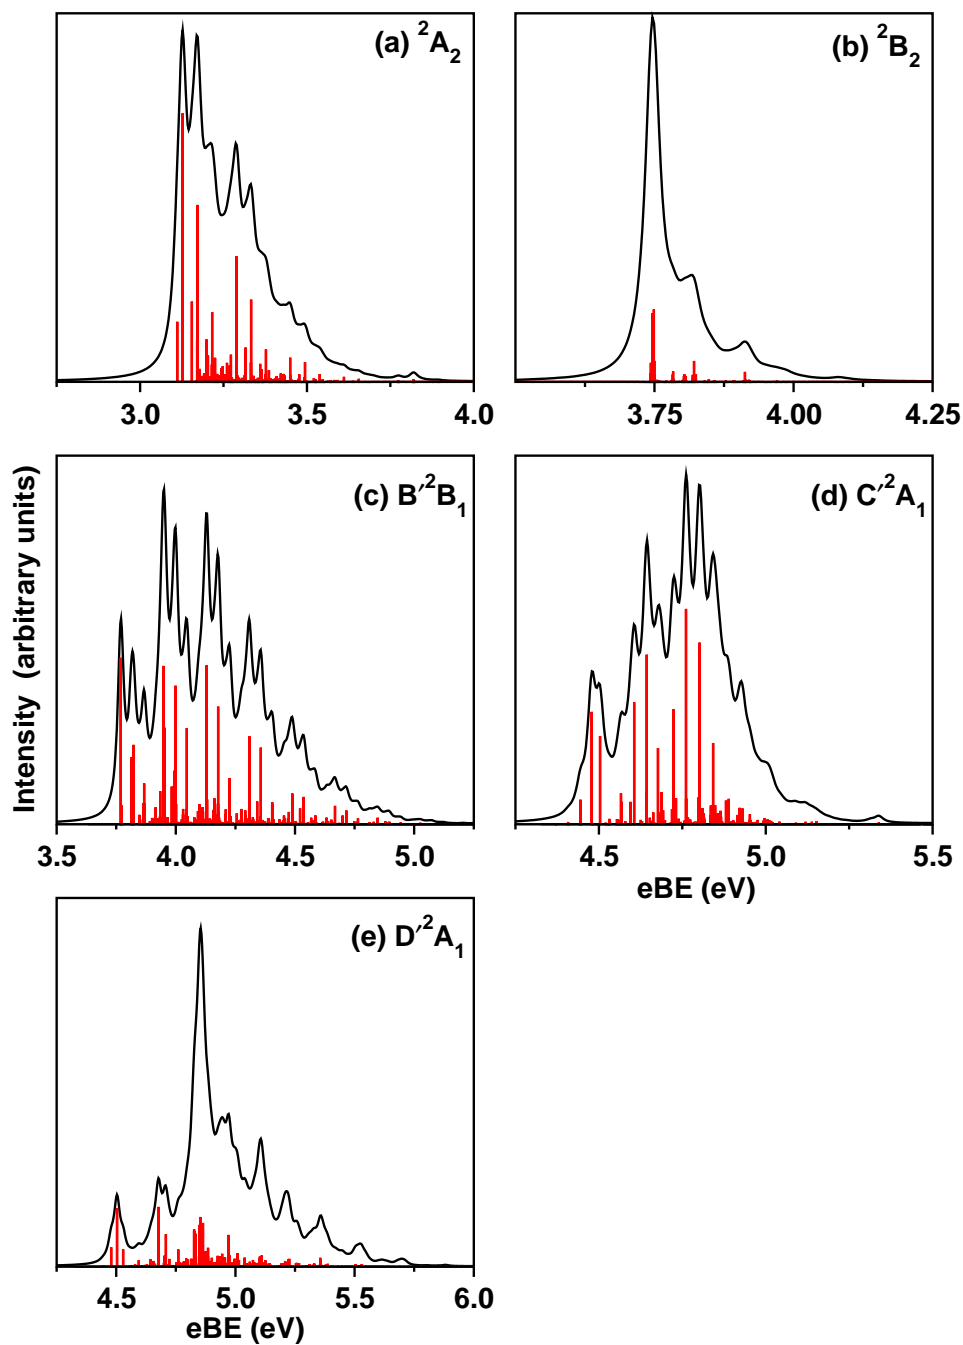 (a) ²A₂
(b) ²B₂
3.0 3.5 4.0
3.75 4.00 4.25
Intensity (arbitrary units)
(c) B′²B₁
(d) C′²A₁
3.5 4.0 4.5 5.0
4.5 5.0 5.5
eBE (eV)
(e) D′²A₁
4.5 5.0 5.5 6.0
eBE (eV)